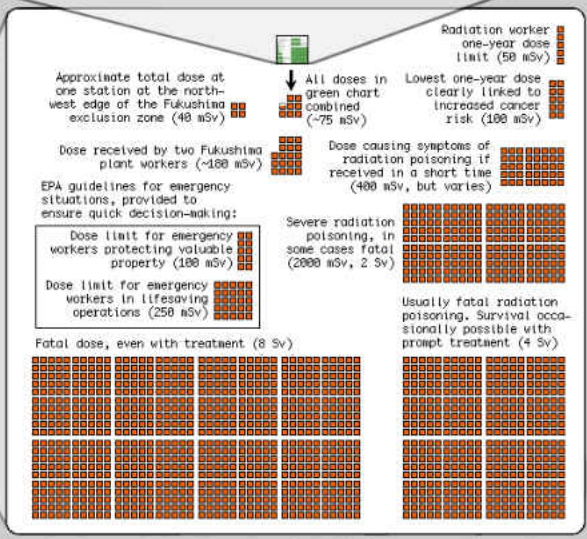 Radiation worker
one-year dose
limit (50 mSv)
Approximate total dose at
one station at the north-
west edge of the Fukushima
exclusion zone (40 mSv)
All doses in
green chart
combined
(~75 mSv)
Lowest one-year dose
clearly linked to
increased cancer
risk (100 mSv)
Dose received by two Fukushima
plant workers (~180 mSv)
Dose causing symptoms of
radiation poisoning if
received in a short time
(400 mSv, but varies)
EPA guidelines for emergency
situations, provided to
ensure quick decision-making:
Dose limit for emergency
workers protecting valuable
property (100 mSv)
Dose limit for emergency
workers in lifesaving
operations (250 mSv)
Severe radiation
poisoning, in
some cases fatal
(2000 mSv, 2 Sv)
Usually fatal radiation
poisoning. Survival occa-
sionally possible with
prompt treatment (4 Sv)
Fatal dose, even with treatment (8 Sv)